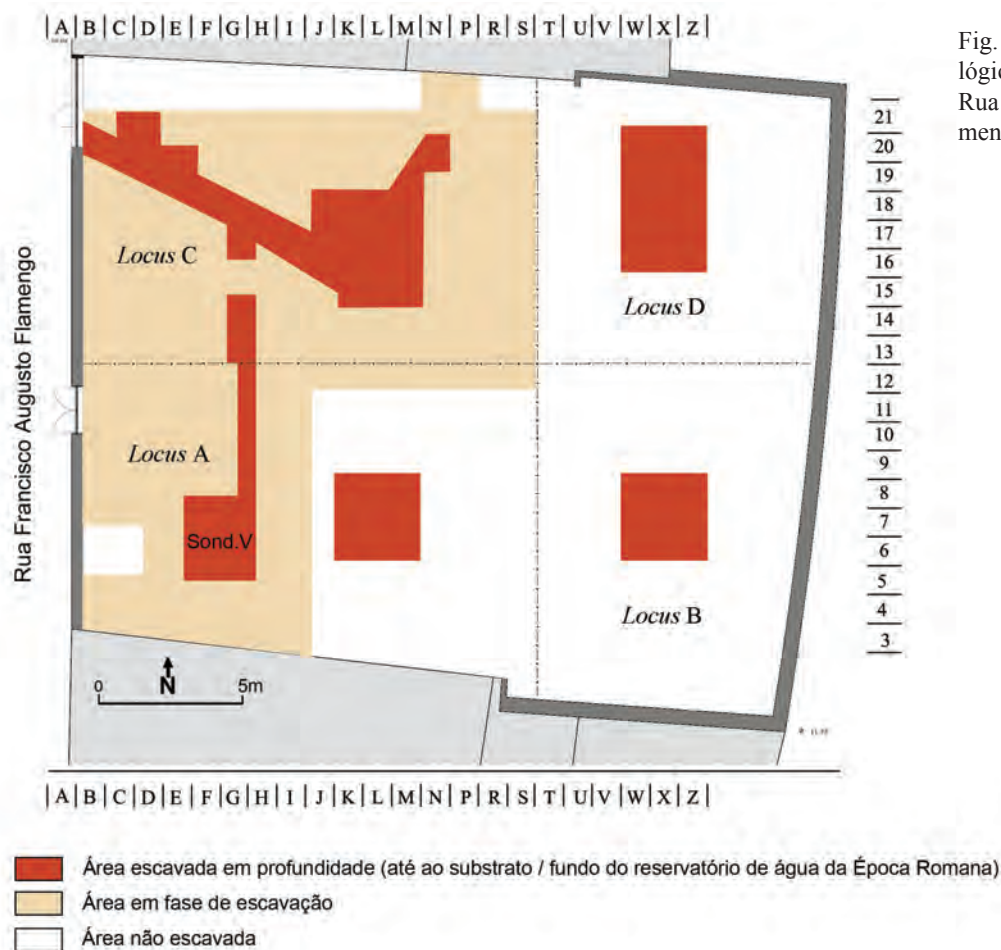 |A|B|C|D|E|F|G|H|I|J|K|L|M|N|P|R|S|T|U|V|W|X|Z|
Fig.
lógic
Rua
men
21
20
19
18
17
16
15
14
13
12
11
10
9
8
7
6
5
4
3
Rua Francisco Augusto Flamengo
Locus C
Locus D
Locus A
Sond.V
Locus B
N
0 5m
|A|B|C|D|E|F|G|H|I|J|K|L|M|N|P|R|S|T|U|V|W|X|Z|
Área escavada em profundidade (até ao substrato / fundo do reservatório de água da Época Romana)
Área em fase de escavação
Área não escavada